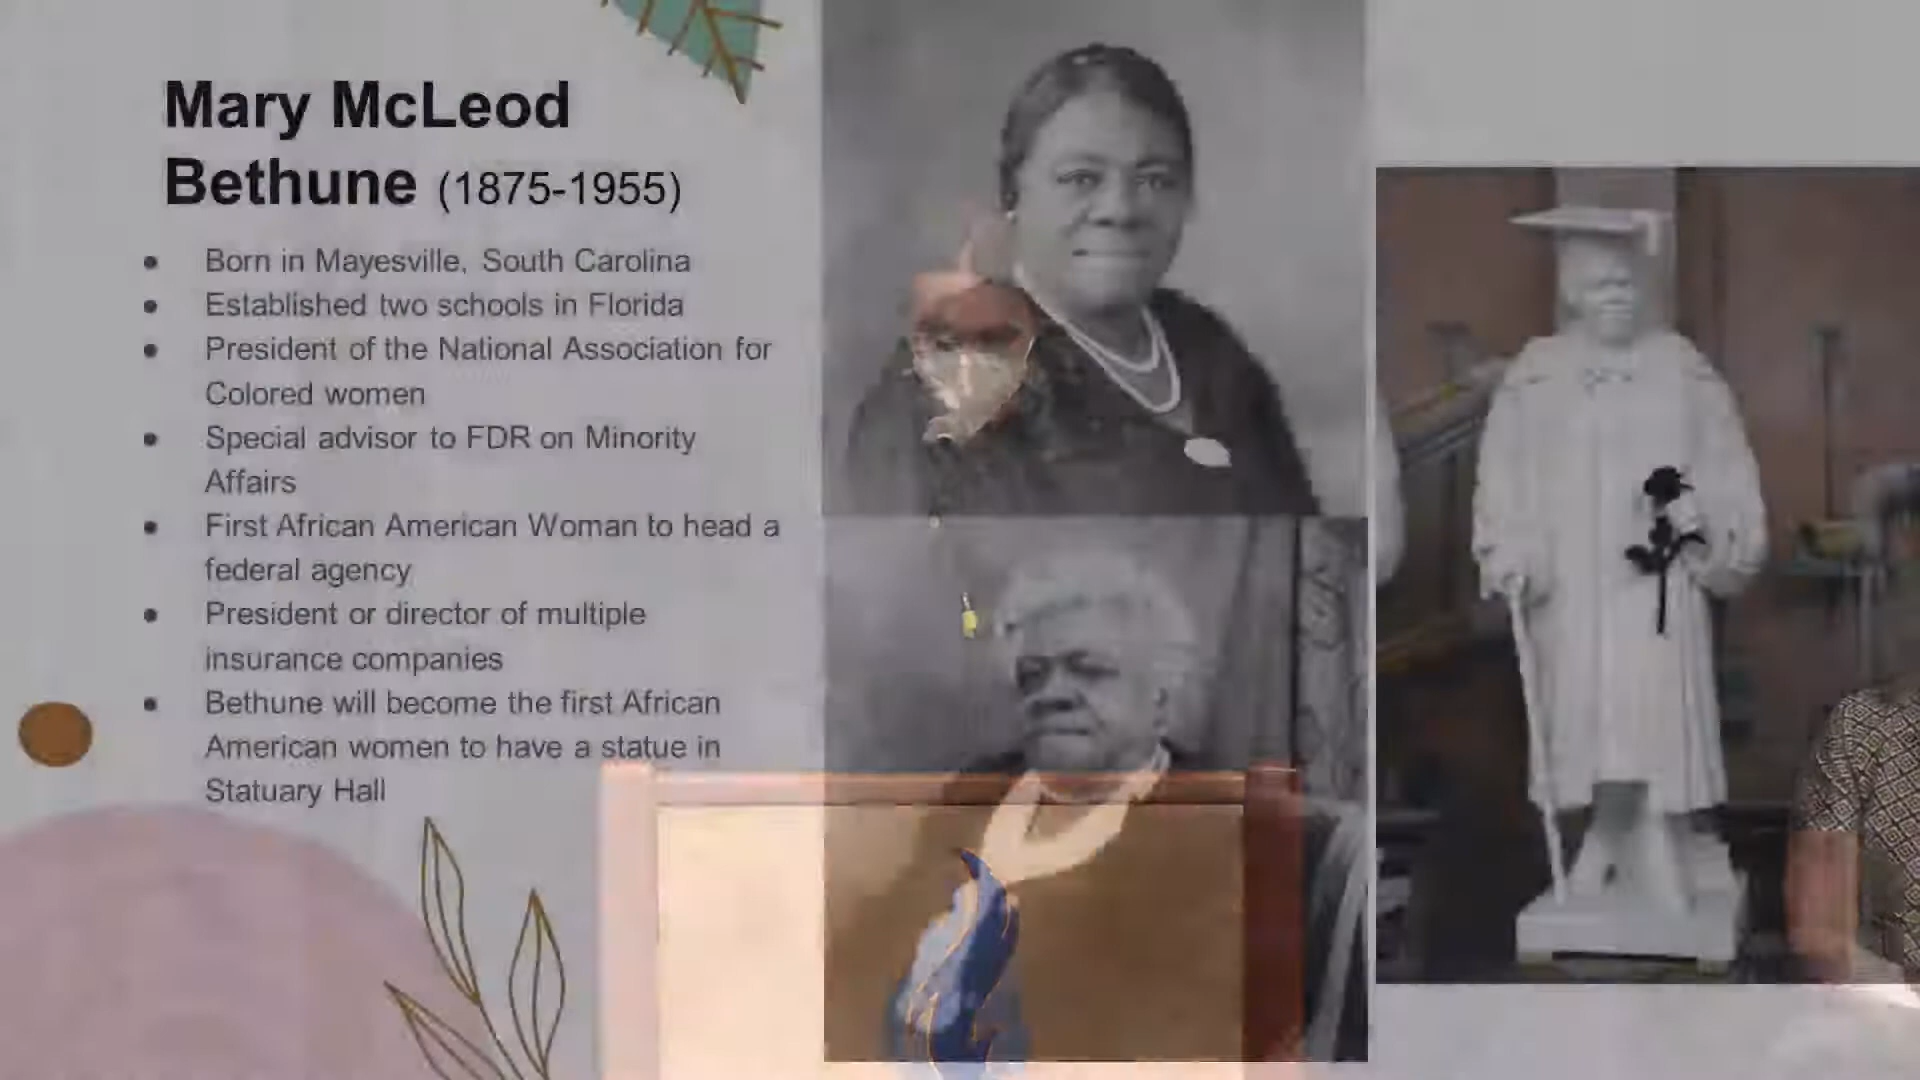 Mary McLeod
Bethune (1875-1955)
● Born in Mayesville, South Carolina
● Established two schools in Florida
● President of the National Association for
Colored women
● Special advisor to FDR on Minority
Affairs
● First African American Woman to head a
federal agency
● President or director of multiple
insurance companies
● Bethune will become the first African
American women to have a statue in
Statuary Hall